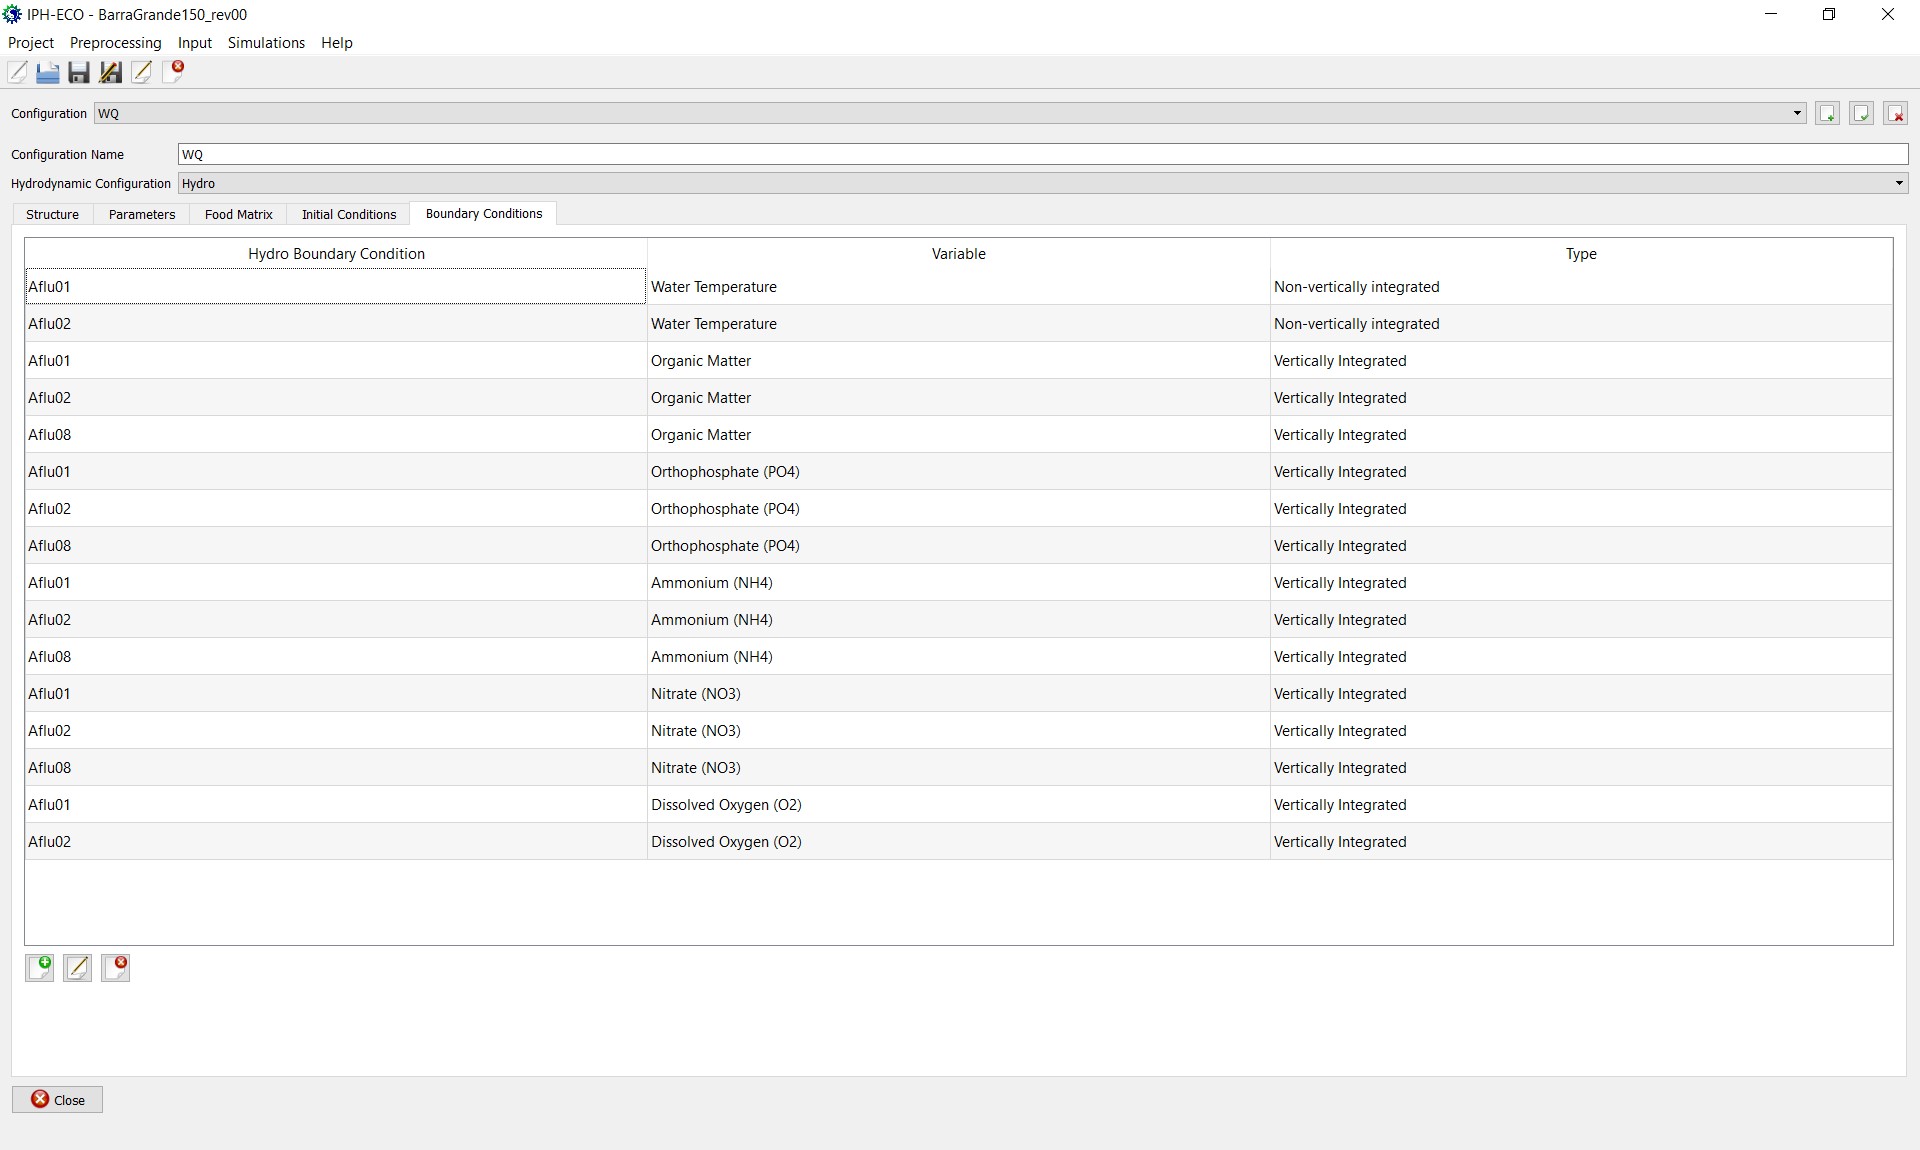 IPH-ECO - BarraGrande150_rev00
Project Preprocessing Input Simulations Help
Configuration WQ
Configuration Name WQ
Hydrodynamic Configuration Hydro
Structure Parameters Food Matrix Initial Conditions Boundary Conditions
Hydro Boundary Condition Variable Type
Aflu01 Water Temperature Non-vertically integrated
Aflu02 Water Temperature Non-vertically integrated
Aflu01 Organic Matter Vertically Integrated
Aflu02 Organic Matter Vertically Integrated
Aflu08 Organic Matter Vertically Integrated
Aflu01 Orthophosphate (PO4) Vertically Integrated
Aflu02 Orthophosphate (PO4) Vertically Integrated
Aflu08 Orthophosphate (PO4) Vertically Integrated
Aflu01 Ammonium (NH4) Vertically Integrated
Aflu02 Ammonium (NH4) Vertically Integrated
Aflu08 Ammonium (NH4) Vertically Integrated
Aflu01 Nitrate (NO3) Vertically Integrated
Aflu02 Nitrate (NO3) Vertically Integrated
Aflu08 Nitrate (NO3) Vertically Integrated
Aflu01 Dissolved Oxygen (O2) Vertically Integrated
Aflu02 Dissolved Oxygen (O2) Vertically Integrated
Close